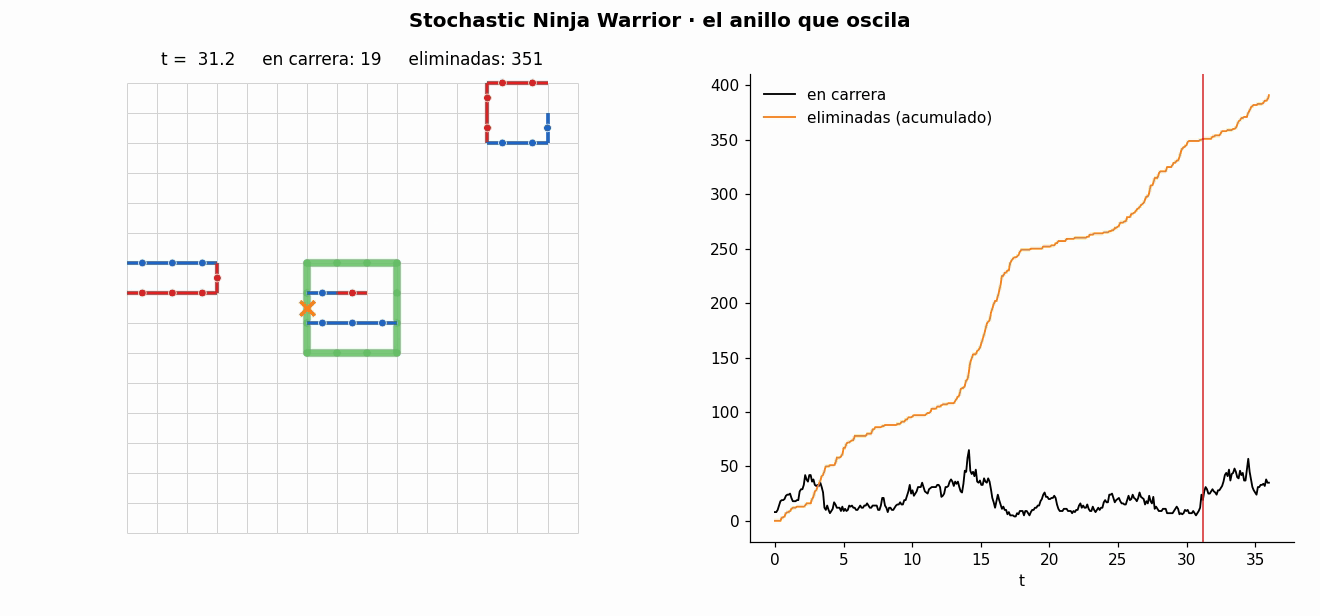 Stochastic Ninja Warrior · el anillo que oscila
t = 31.2 en carrera: 19 eliminadas: 351
en carrera
eliminadas (acumulado)
400
350
300
250
200
150
100
50
0
0 5 10 15 20 25 30 35
t